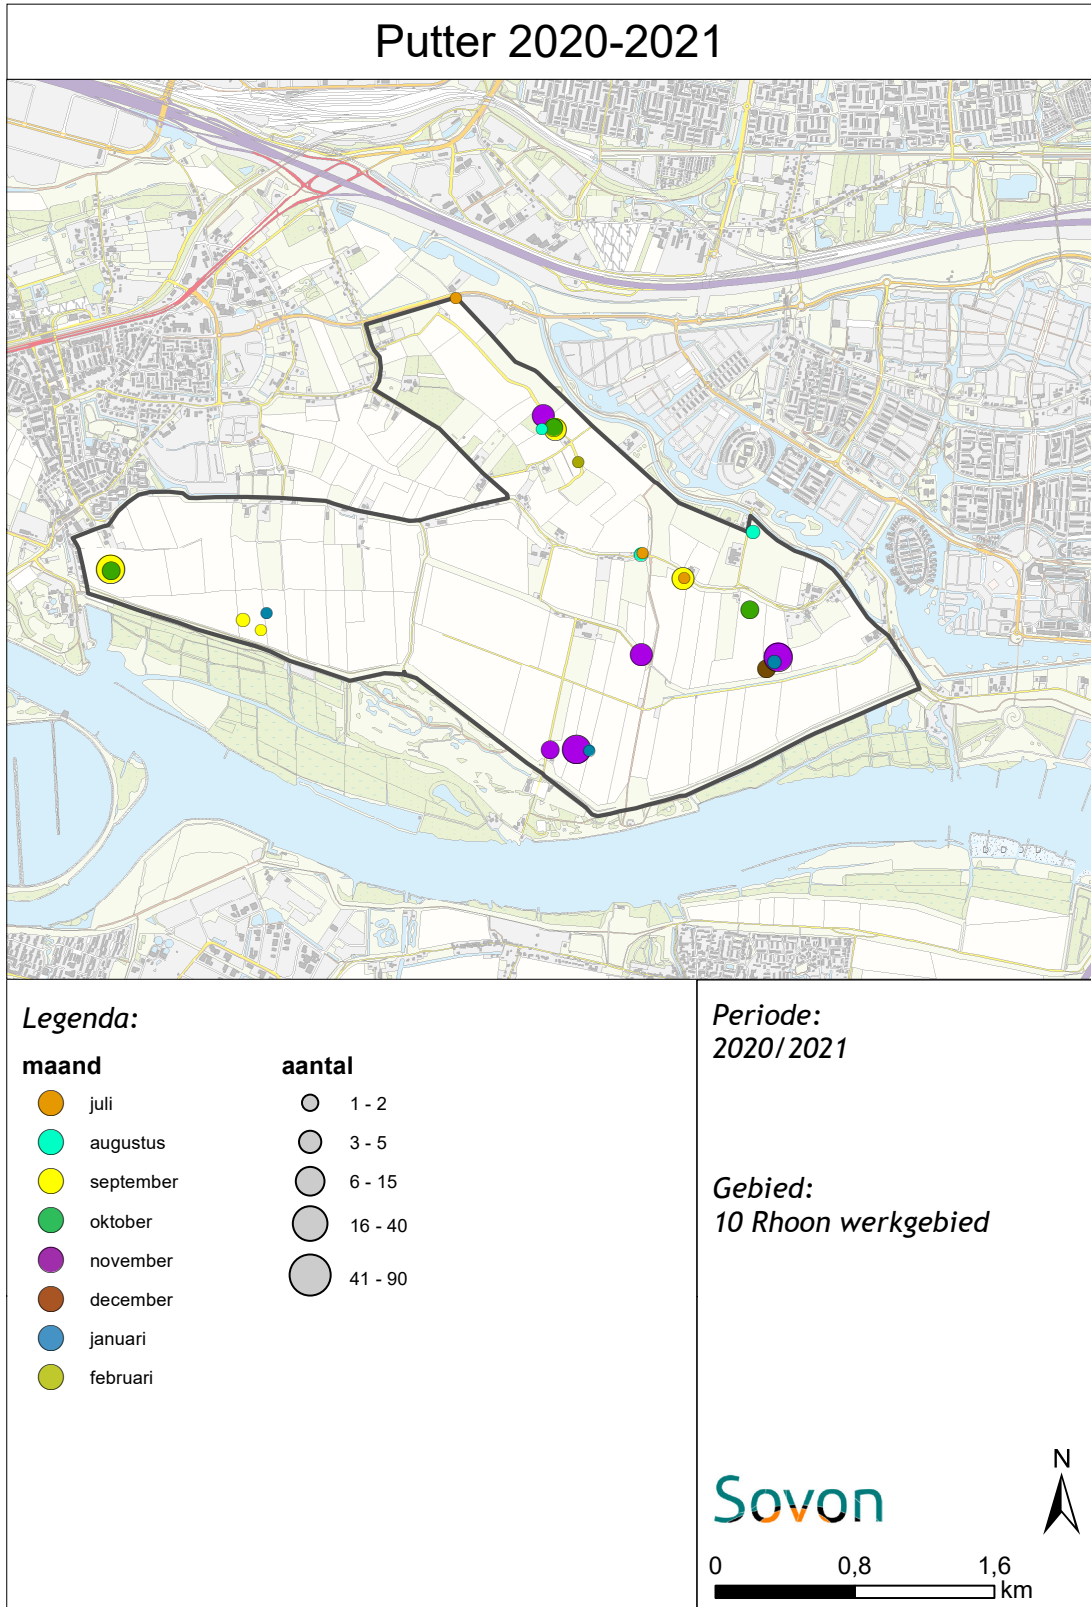 Putter 2020-2021
Legenda:
maand
juli
augustus
september
oktober
november
december
januari
februari
aantal
1 - 2
3 - 5
6 - 15
16 - 40
41 - 90
Periode:
2020/2021
Gebied:
10 Rhoon werkgebied
Sovon
N
0 0,8 1,6
km